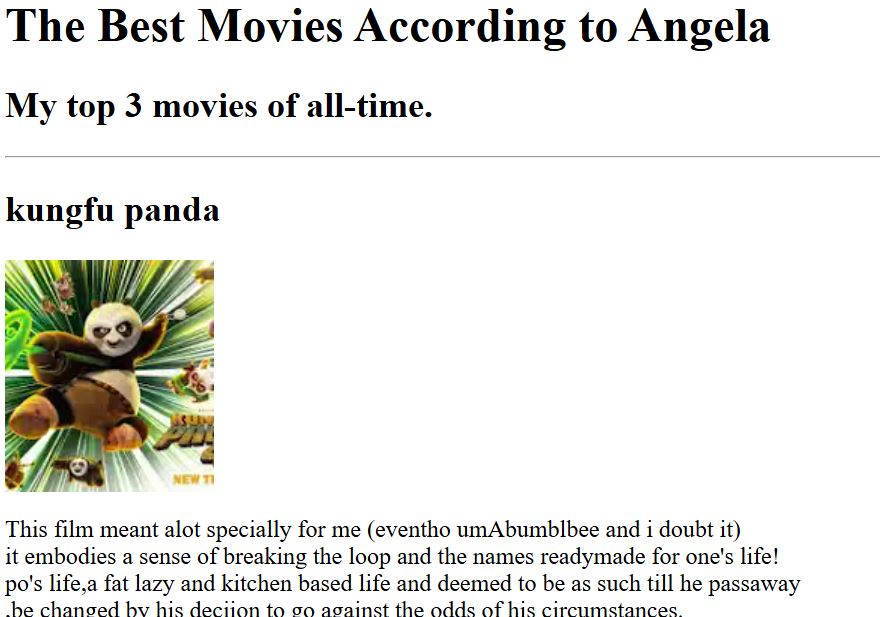 The Best Movies According to Angela
My top 3 movies of all-time.
kungfu panda
KUNG
NEW
This film meant alot specially for me (eventho umAbumblbee and i doubt it)
it embodies a sense of breaking the loop and the names readymade for one's life!
po's life,a fat lazy and kitchen based life and deemed to be as such till he passaway
,be changed by his deciion to go against the odds of his circumstances.